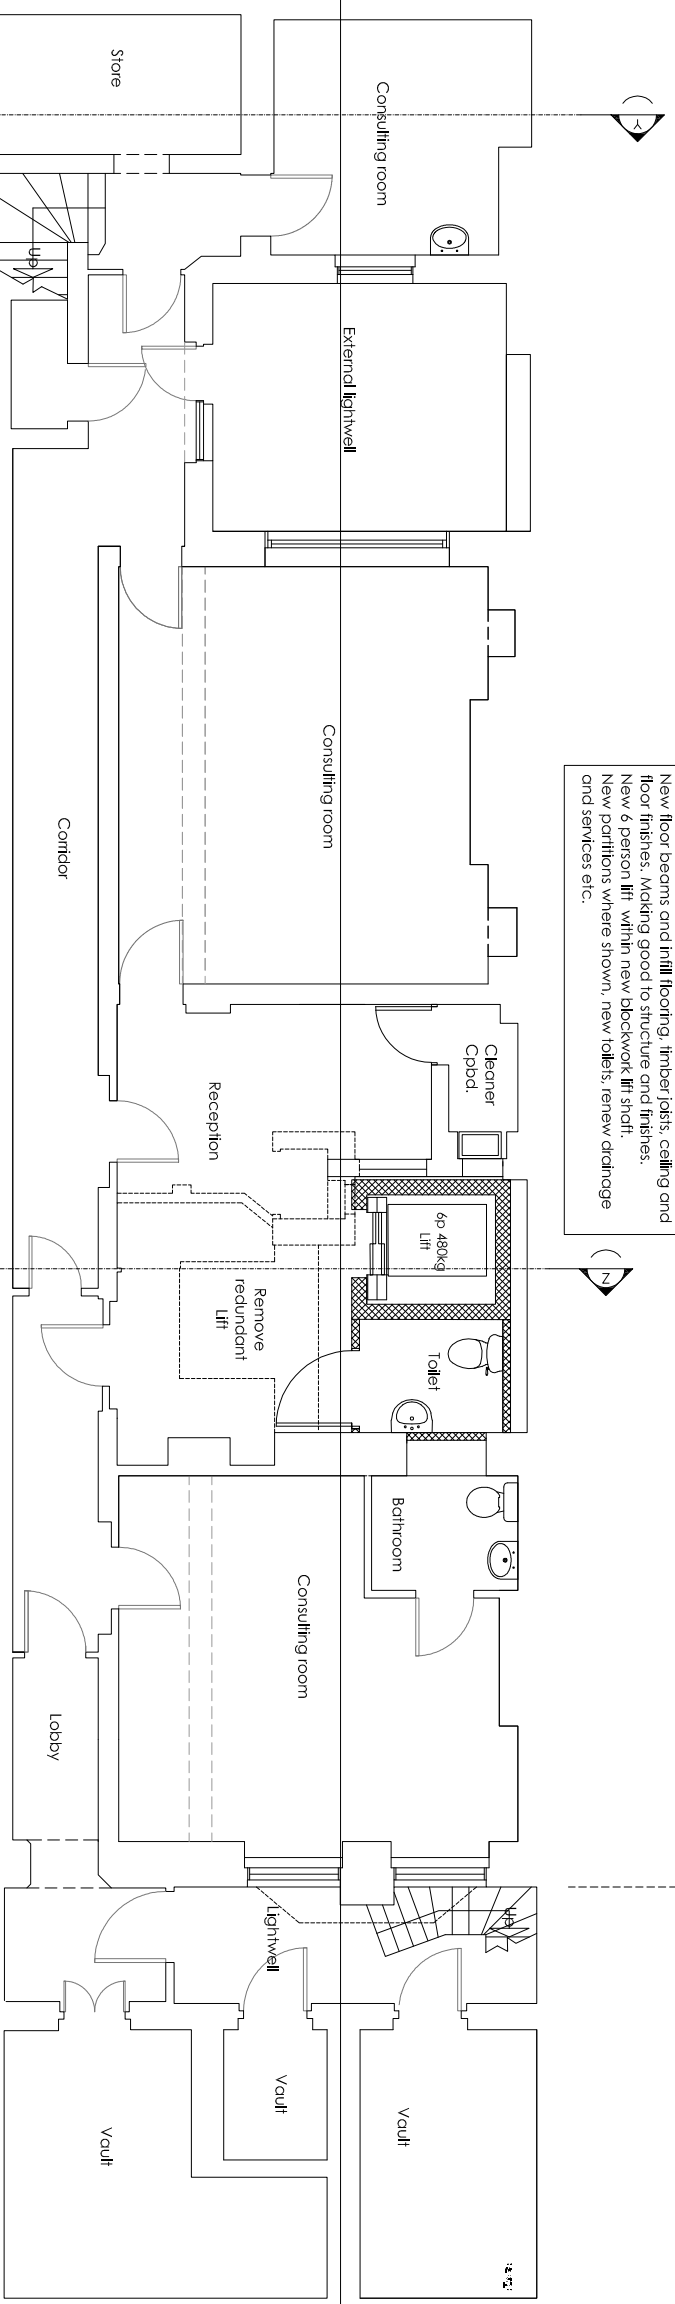 Store
Consulting room
Y
Up
External lightwell
New floor beams and infill flooring, timber joists, ceiling and
floor finishes. Making good to structure and finishes.
New 6 person lift within new blockwork lift shaft.
New partitions where shown, new toilets, renew drainage
and services etc.
Consulting room
Corridor
Cleaner
Cpbd.
Reception
6p 480kg
Lift
Z
Remove
redundant
Lift
Toilet
Bathroom
Consulting room
Lobby
Up
Lightwell
Vault
Vault
Vault